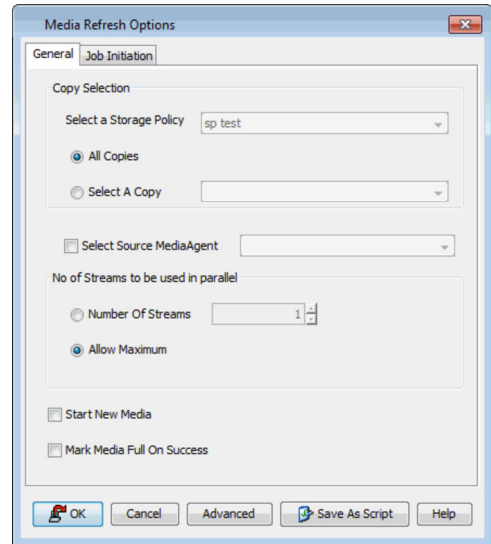 Media Refresh Options
General Job Initiation
Copy Selection
Select a Storage Policy sp test
All Copies
Select A Copy
Select Source MediaAgent
No of Streams to be used in parallel
Number Of Streams 1
Allow Maximum
Start New Media
Mark Media Full On Success
OK Cancel Advanced Save As Script Help